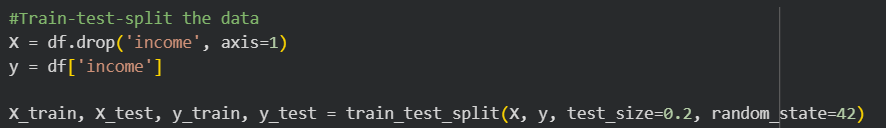 #Train-test-split the data
X = df.drop('income', axis=1)
y = df['income']
X_train, X_test, y_train, y_test = train_test_split(X, y, test_size=0.2, random_state=42)